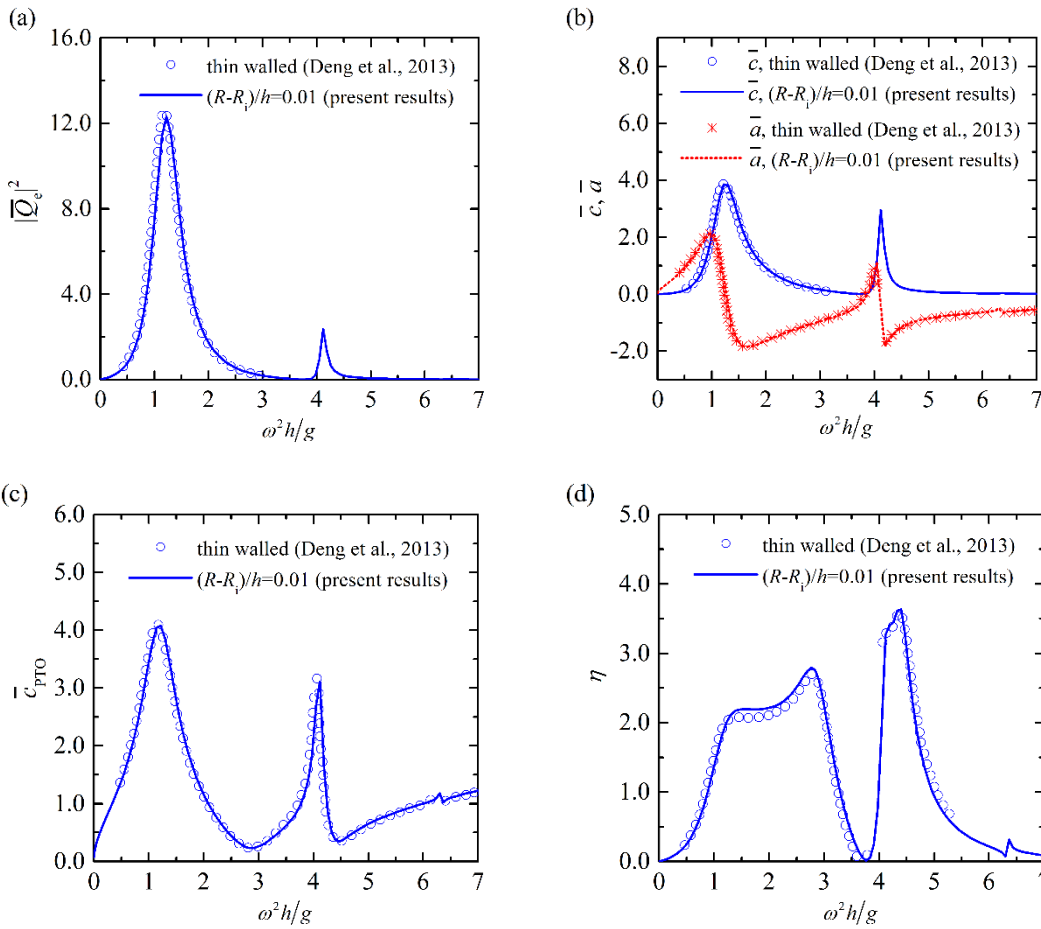 (a)
16.0
12.0
8.0
4.0
0.0
|Q̅ₑ|²
thin walled (Deng et al., 2013)
(R-Rᵢ)/h=0.01 (present results)
0 1 2 3 4 5 6 7
ω²h/g
(b)
8.0
6.0
4.0
2.0
0.0
-2.0
c̅, a̅
c̅, thin walled (Deng et al., 2013)
c̅, (R-Rᵢ)/h=0.01 (present results)
a̅, thin walled (Deng et al., 2013)
a̅, (R-Rᵢ)/h=0.01 (present results)
0 1 2 3 4 5 6 7
ω²h/g
(c)
6.0
5.0
4.0
3.0
2.0
1.0
0.0
c̅PTO
thin walled (Deng et al., 2013)
(R-Rᵢ)/h=0.01 (present results)
0 1 2 3 4 5 6 7
ω²h/g
(d)
5.0
4.0
3.0
2.0
1.0
0.0
η
thin walled (Deng et al., 2013)
(R-Rᵢ)/h=0.01 (present results)
0 1 2 3 4 5 6 7
ω²h/g